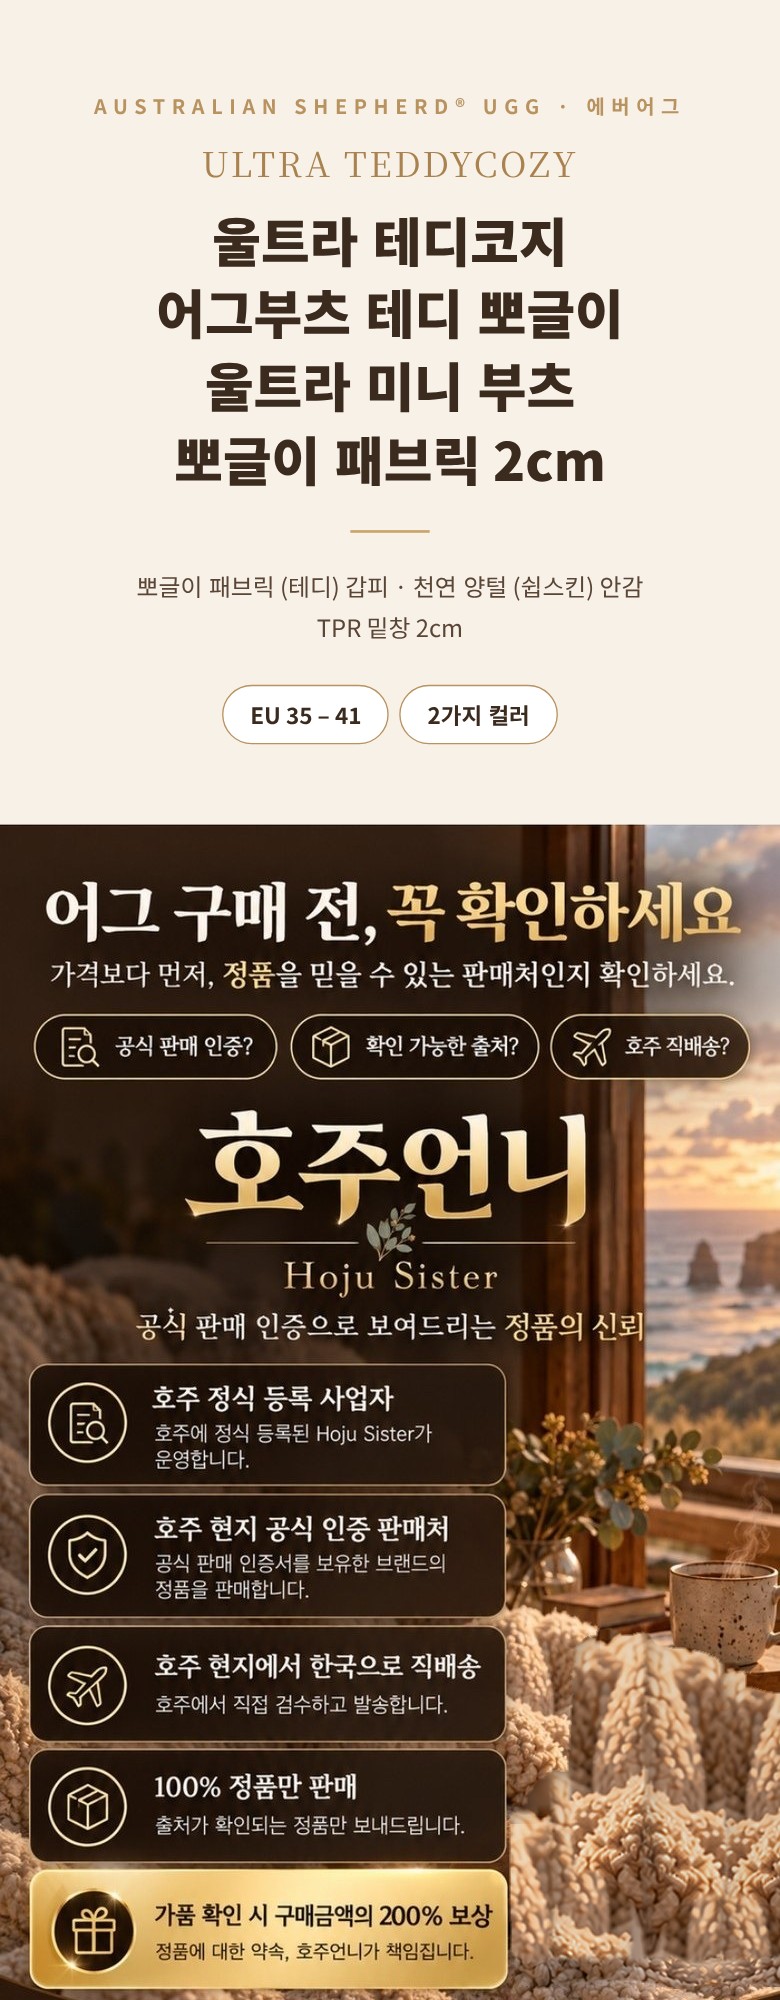 AUSTRALIAN SHEPHERD® UGG · 에버어그
ULTRA TEDDYCOZY
울트라 테디코지
어그부츠 테디 뽀글이
울트라 미니 부츠
뽀글이 패브릭 2cm
뽀글이 패브릭 (테디) 갑피 · 천연 양털 (쉽스킨) 안감
TPR 밑창 2cm
EU 35 – 41
2가지 컬러
어그 구매 전, 꼭 확인하세요
가격보다 먼저, 정품을 믿을 수 있는 판매처인지 확인하세요.
공식 판매 인증?
확인 가능한 출처?
호주 직배송?
호주언니
Hoju Sister
공식 판매 인증으로 보여드리는 정품의 신뢰
호주 정식 등록 사업자
호주에 정식 등록된 Hoju Sister가
운영합니다.
호주 현지 공식 인증 판매처
공식 판매 인증서를 보유한 브랜드의
정품을 판매합니다.
호주 현지에서 한국으로 직배송
호주에서 직접 검수하고 발송합니다.
100% 정품만 판매
출처가 확인되는 정품만 보내드립니다.
가품 확인 시 구매금액의 200% 보상
정품에 대한 약속, 호주언니가 책임집니다.